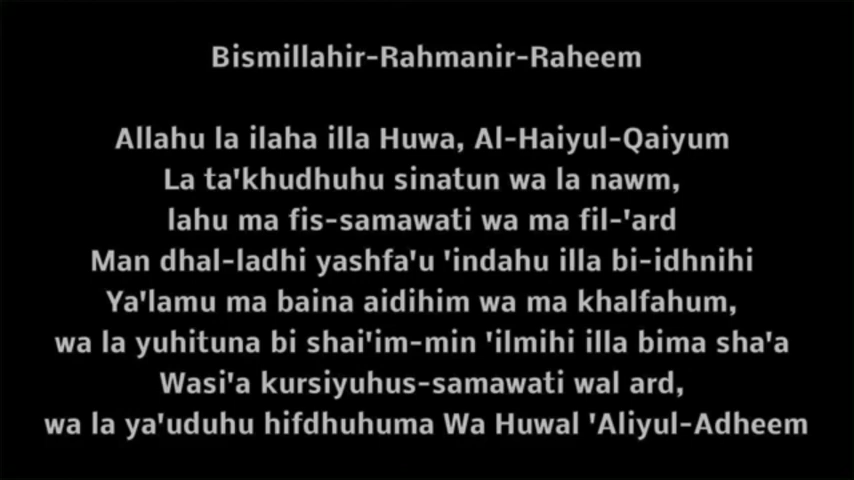 Bismillahir-Rahmanir-Raheem
Allahu la ilaha illa Huwa, Al-Haiyul-Qaiyum
La ta'khudhuhu sinatun wa la nawm,
lahu ma fis-samawati wa ma fil-'ard
Man dhal-ladhi yashfa'u 'indahu illa bi-idhnihi
Ya'lamu ma baina aidihim wa ma khalfahum,
wa la yuhituna bi shai'im-min 'ilmihi illa bima sha'a
Wasi'a kursiyuhus-samawati wal ard,
wa la ya'uduhu hifdhuhuma Wa Huwal 'Aliyul-Adheem